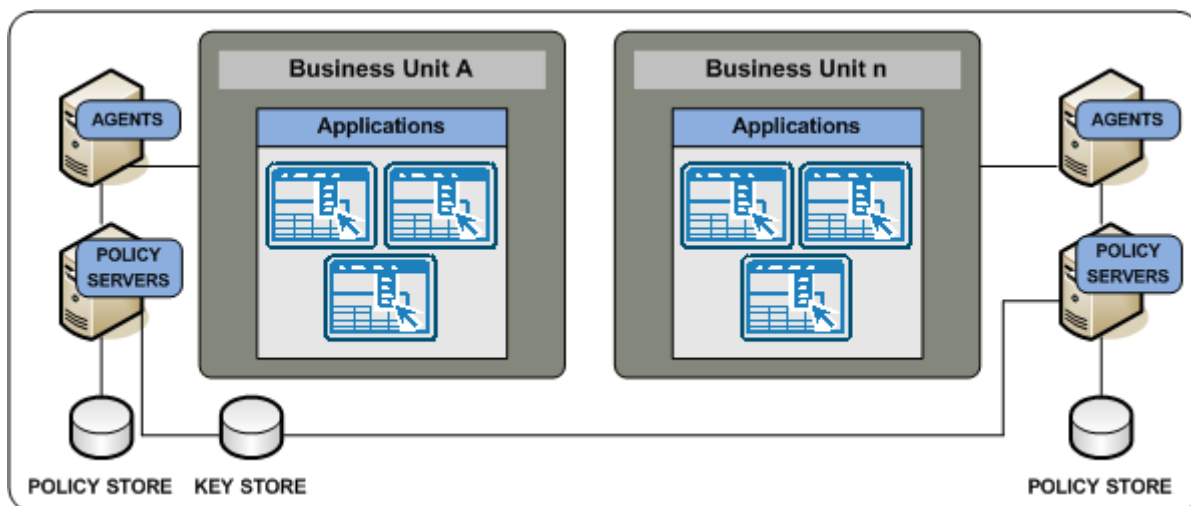 Business Unit A
Business Unit n
AGENTS
Applications
Applications
AGENTS
POLICY
SERVERS
POLICY
SERVERS
POLICY STORE
KEY STORE
POLICY STORE